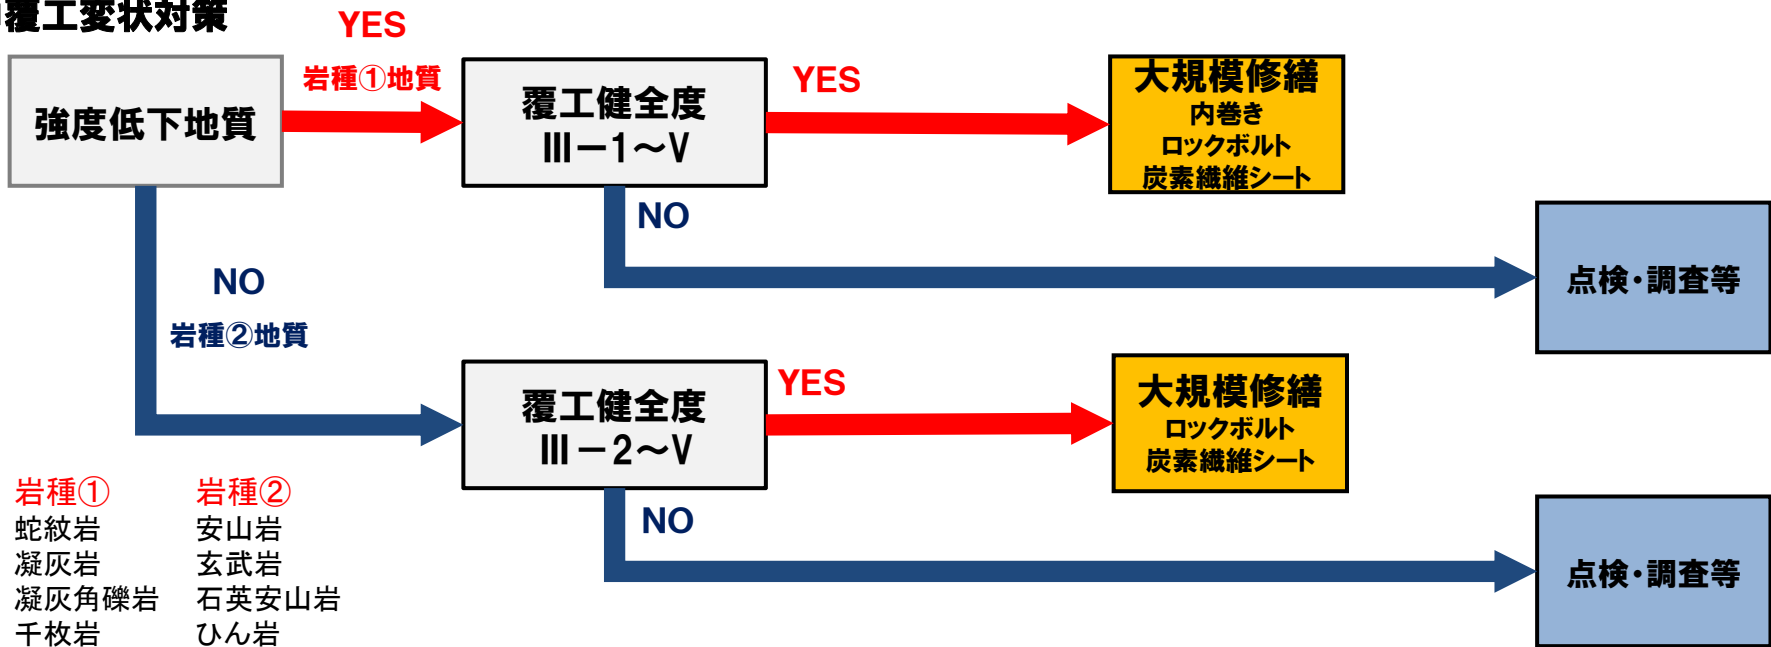 覆工変状対策
YES
岩種①地質
強度低下地質
覆工健全度
Ⅲ－1～Ⅴ
YES
大規模修繕
内巻き
ロックボルト
炭素繊維シート
NO
点検・調査等
NO
岩種②地質
覆工健全度
Ⅲ－2～Ⅴ
YES
大規模修繕
ロックボルト
炭素繊維シート
NO
点検・調査等
岩種①
蛇紋岩
凝灰岩
凝灰角礫岩
千枚岩
岩種②
安山岩
玄武岩
石英安山岩
ひん岩